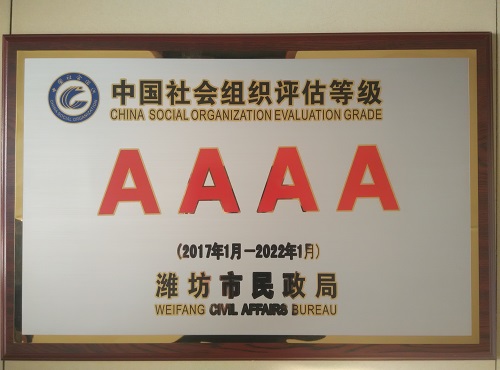 中国社会组织评估等级
CHINA SOCIAL ORGANIZATION EVALUATION GRADE
AAAA
(2017年1月-2022年1月)
潍坊市民政局
WEIFANG CIVIL AFFAIRS BUREAU